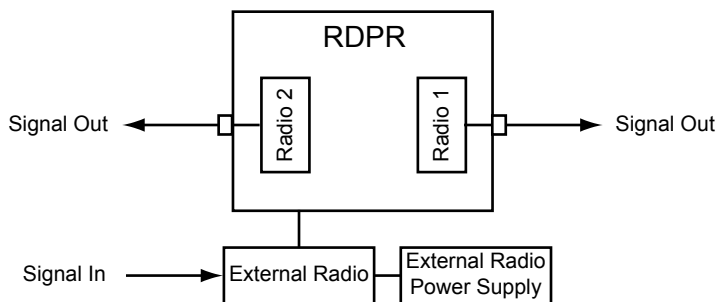 RDPR
Radio 2
Radio 1
Signal Out
Signal Out
Signal In
External Radio
External Radio
Power Supply